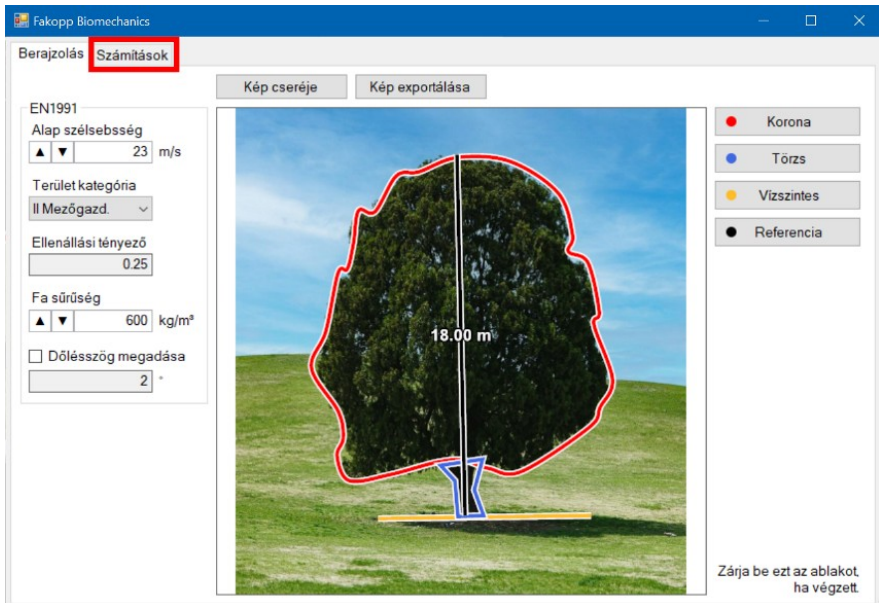 Fakopp Biomechanics
Berajzolás Számítások
Kép cseréje Kép exportálása
EN1991
Alap szélsebsség
23 m/s
Terület kategória
II Mezőgazd.
Ellenállási tényező
0.25
Fa sűrűség
600 kg/m³
Dőlésszög megadása
2 °
18.00 m
Korona
Törzs
Vízszintes
Referencia
Zárja be ezt az ablakot,
ha végzett.